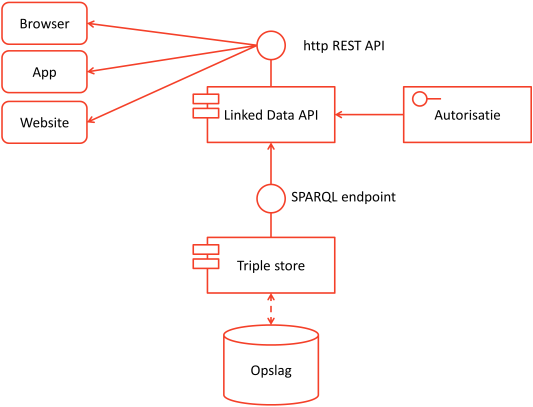 Browser
http REST API
App
Linked Data API
Autorisatie
Website
SPARQL endpoint
Triple store
Opslag